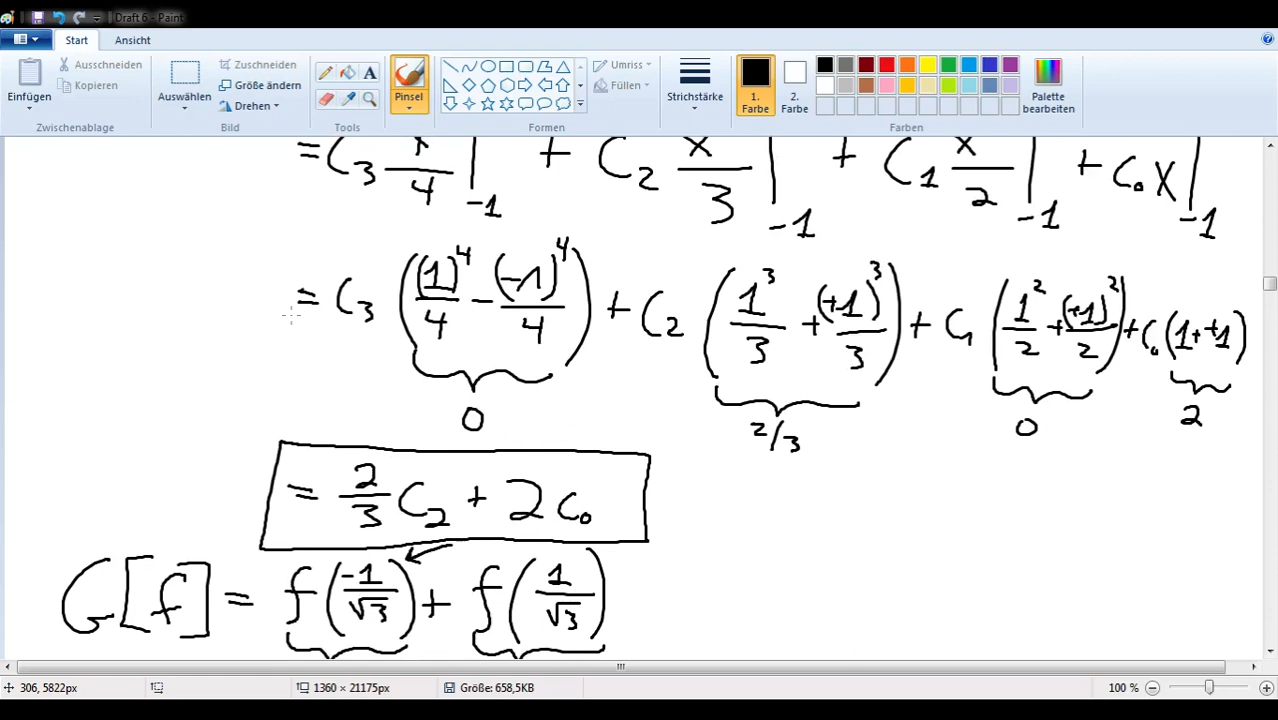 Draft 6 - Paint
Start Ansicht
Einfügen
Ausschneiden
Kopieren
Zwischenablage
Auswählen
Zuschneiden
Größe ändern
Drehen
Bild
A
Tools
Pinsel
Umriss
Füllen
Formen
Strichstärke
1. Farbe
2. Farbe
Palette bearbeiten
Farben
= C₃ x/4 |₋₁ + C₂ x/3 |₋₁ + C₁ x/2 |₋₁ + C₀ x |₋₁
= C₃ ((1)⁴/4 - (-1)⁴/4) + C₂ (1³/3 + (+1)³/3) + C₁ (1²/2 + (+1)²/2) + C₀ (1 + +1)
0 2/3 0 2
= 2/3 C₂ + 2 C₀
G[f] = f(-1/√3) + f(1/√3)
306, 5822px 1360 × 21175px Größe: 658,5KB 100 %